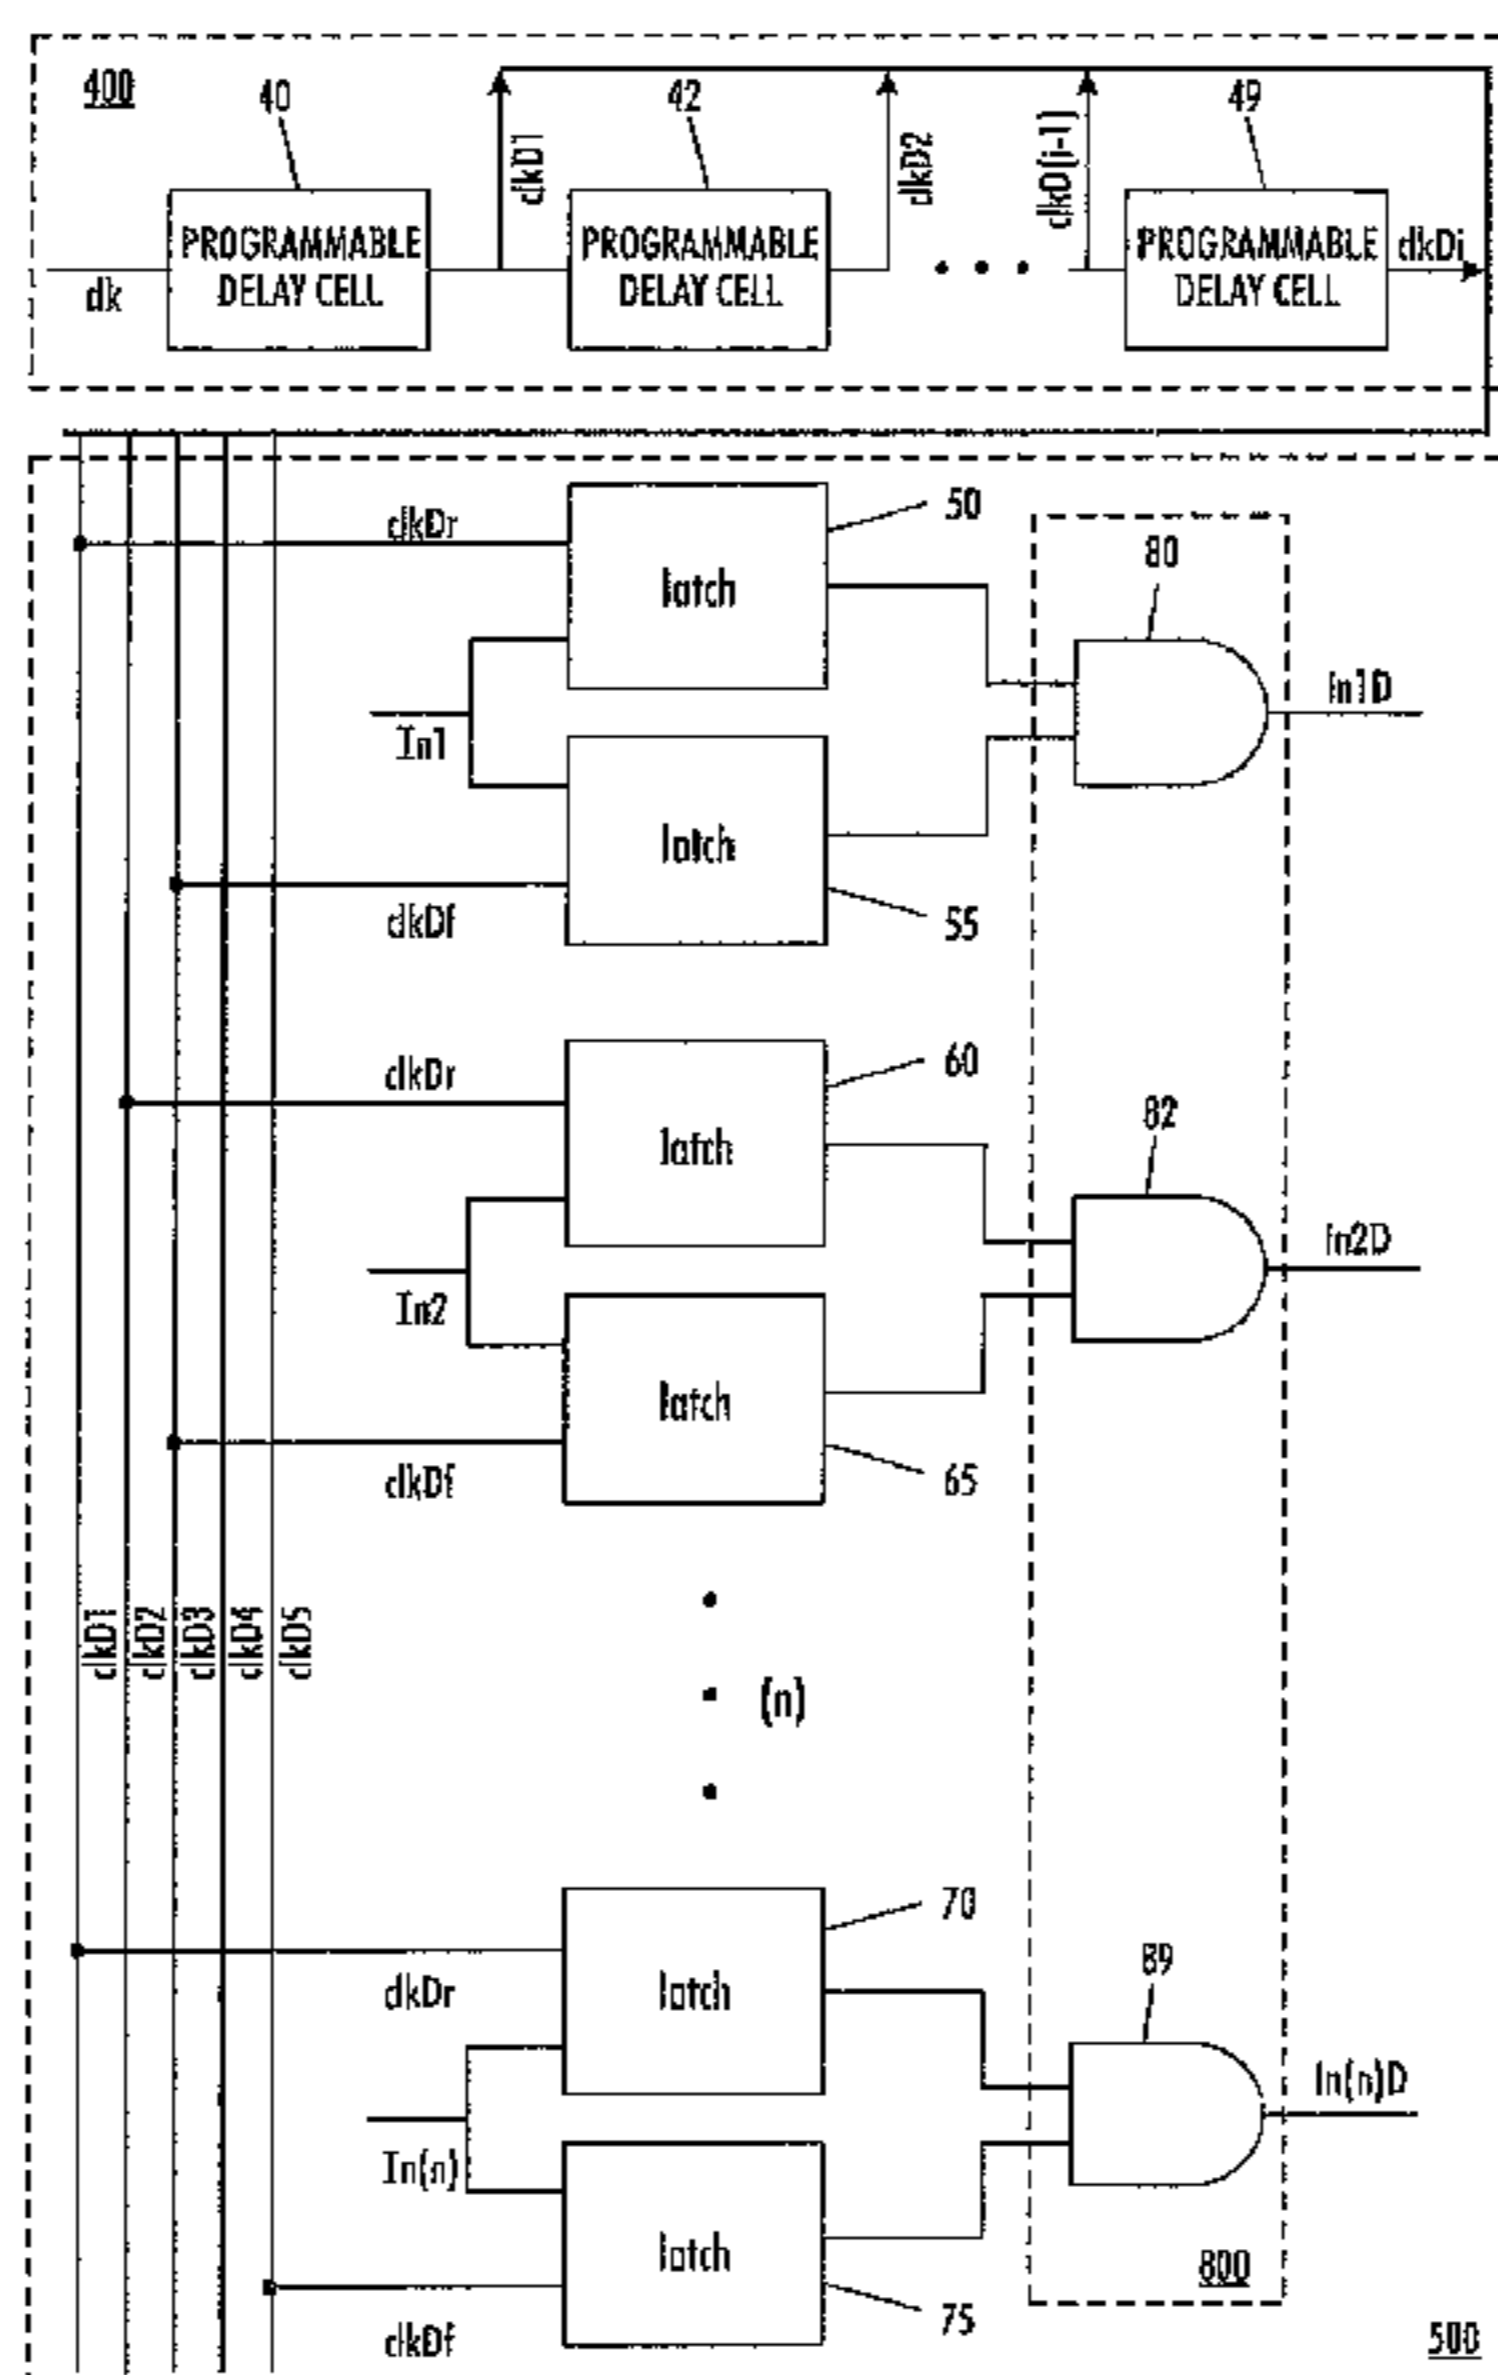 400
40
42
49
clkD1
clkD2
clkD(i-1)
PROGRAMMABLE
DELAY CELL
PROGRAMMABLE
DELAY CELL
PROGRAMMABLE
DELAY CELL
clk
clkDi
clkDr
latch
50
80
In1
In1D
latch
clkDf
55
clkDr
latch
60
82
In2
In2D
latch
clkDf
65
clkD1
clkD2
clkD3
clkD4
clkD5
(n)
70
clkDr
latch
89
In(n)
In(n)D
latch
clkDf
75
800
500